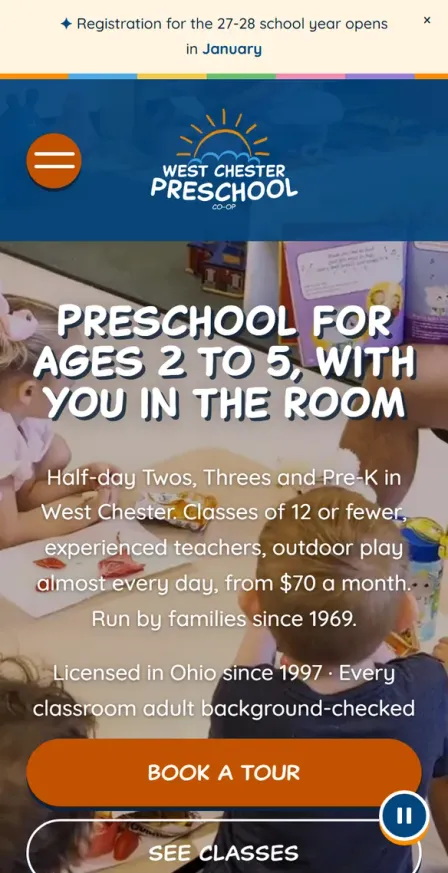 ✦ Registration for the 27-28 school year opens
in January
×
WEST CHESTER
PRESCHOOL
CO-OP
PRESCHOOL FOR
AGES 2 TO 5, WITH
YOU IN THE ROOM
Half-day Twos, Threes and Pre-K in
West Chester. Classes of 12 or fewer,
experienced teachers, outdoor play
almost every day, from $70 a month.
Run by families since 1969.
Licensed in Ohio since 1997 · Every
classroom adult background-checked
BOOK A TOUR
SEE CLASSES